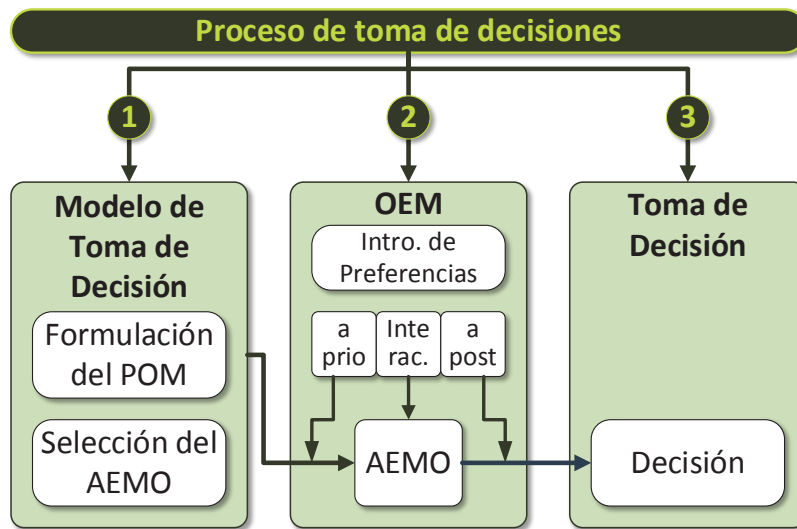 Proceso de toma de decisiones
1
2
3
Modelo de
Toma de
Decisión
Formulación
del POM
Selección del
AEMO
OEM
Intro. de
Preferencias
a
prio
Inte
rac.
a
post
AEMO
Toma de
Decisión
Decisión